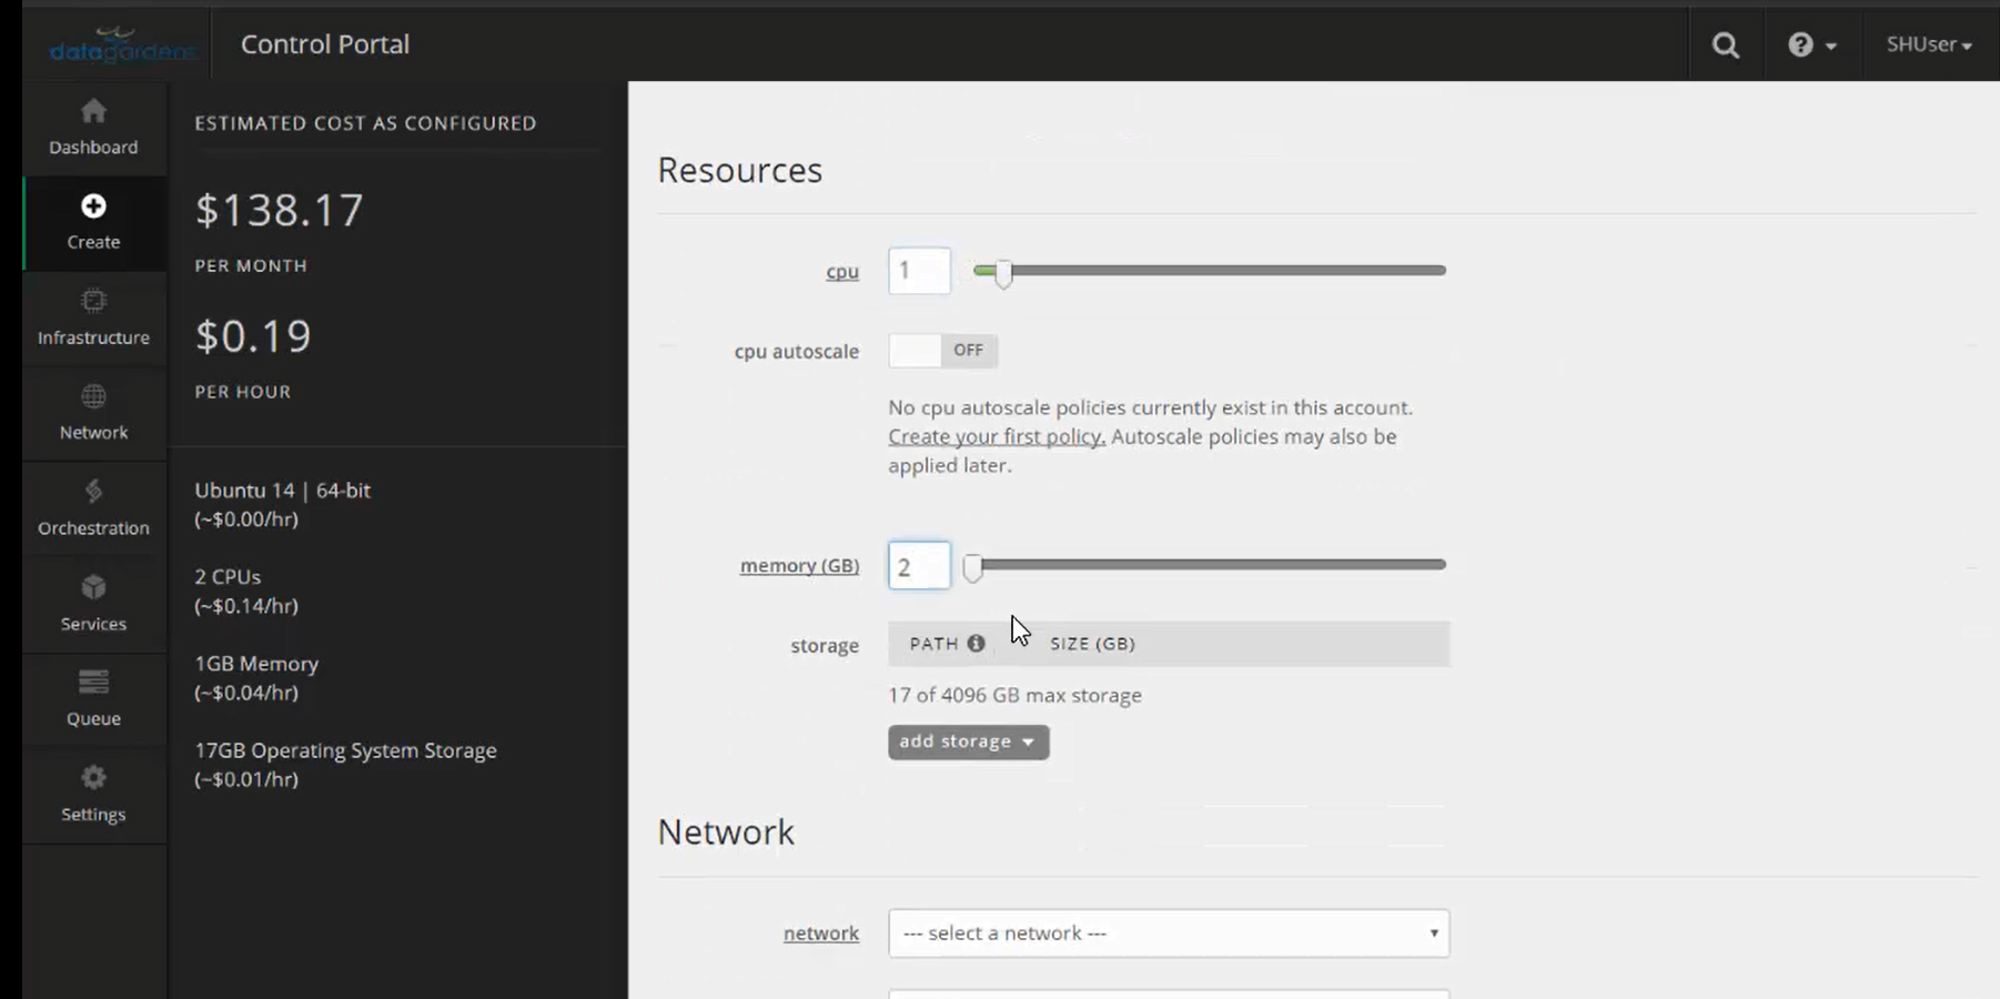 datagardens
Control Portal
SHUser
Dashboard
Create
Infrastructure
Network
Orchestration
Services
Queue
Settings
ESTIMATED COST AS CONFIGURED
$138.17
PER MONTH
$0.19
PER HOUR
Ubuntu 14 | 64-bit
(~$0.00/hr)
2 CPUs
(~$0.14/hr)
1GB Memory
(~$0.04/hr)
17GB Operating System Storage
(~$0.01/hr)
Resources
cpu 1
cpu autoscale OFF
No cpu autoscale policies currently exist in this account.
Create your first policy. Autoscale policies may also be
applied later.
memory (GB) 2
storage PATH SIZE (GB)
17 of 4096 GB max storage
add storage
Network
network --- select a network ---